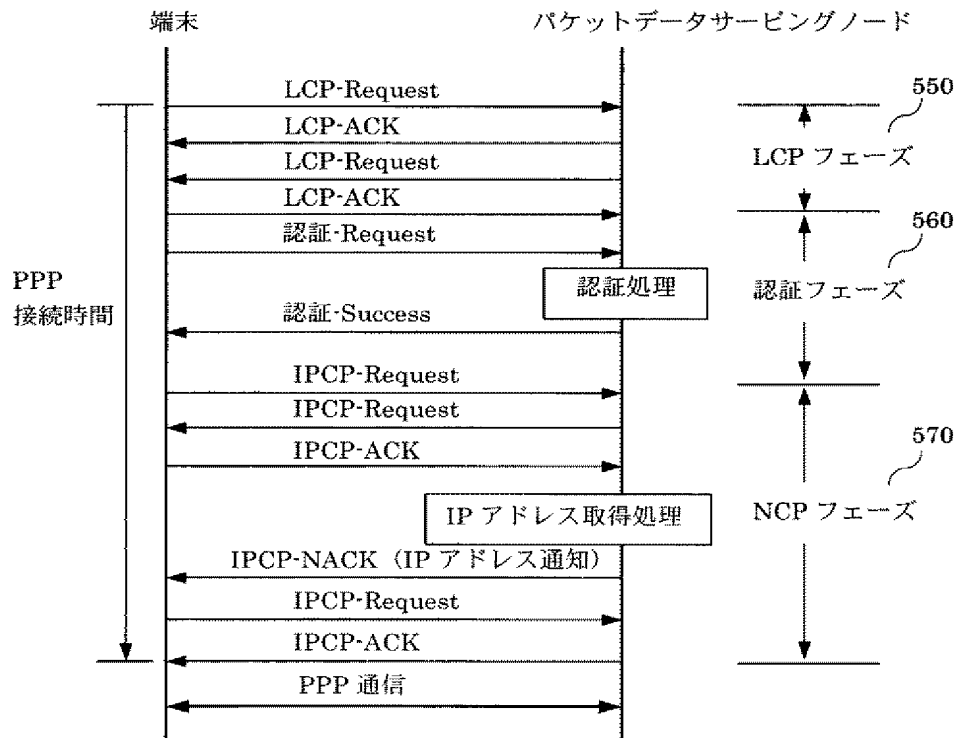 端末
パケットデータサービングノード
LCP-Request
550
LCP-ACK
LCP フェーズ
LCP-Request
LCP-ACK
560
認証-Request
PPP
接続時間
認証処理
認証フェーズ
認証-Success
IPCP-Request
IPCP-Request
570
IPCP-ACK
IP アドレス取得処理
NCP フェーズ
IPCP-NACK（IP アドレス通知）
IPCP-Request
IPCP-ACK
PPP 通信